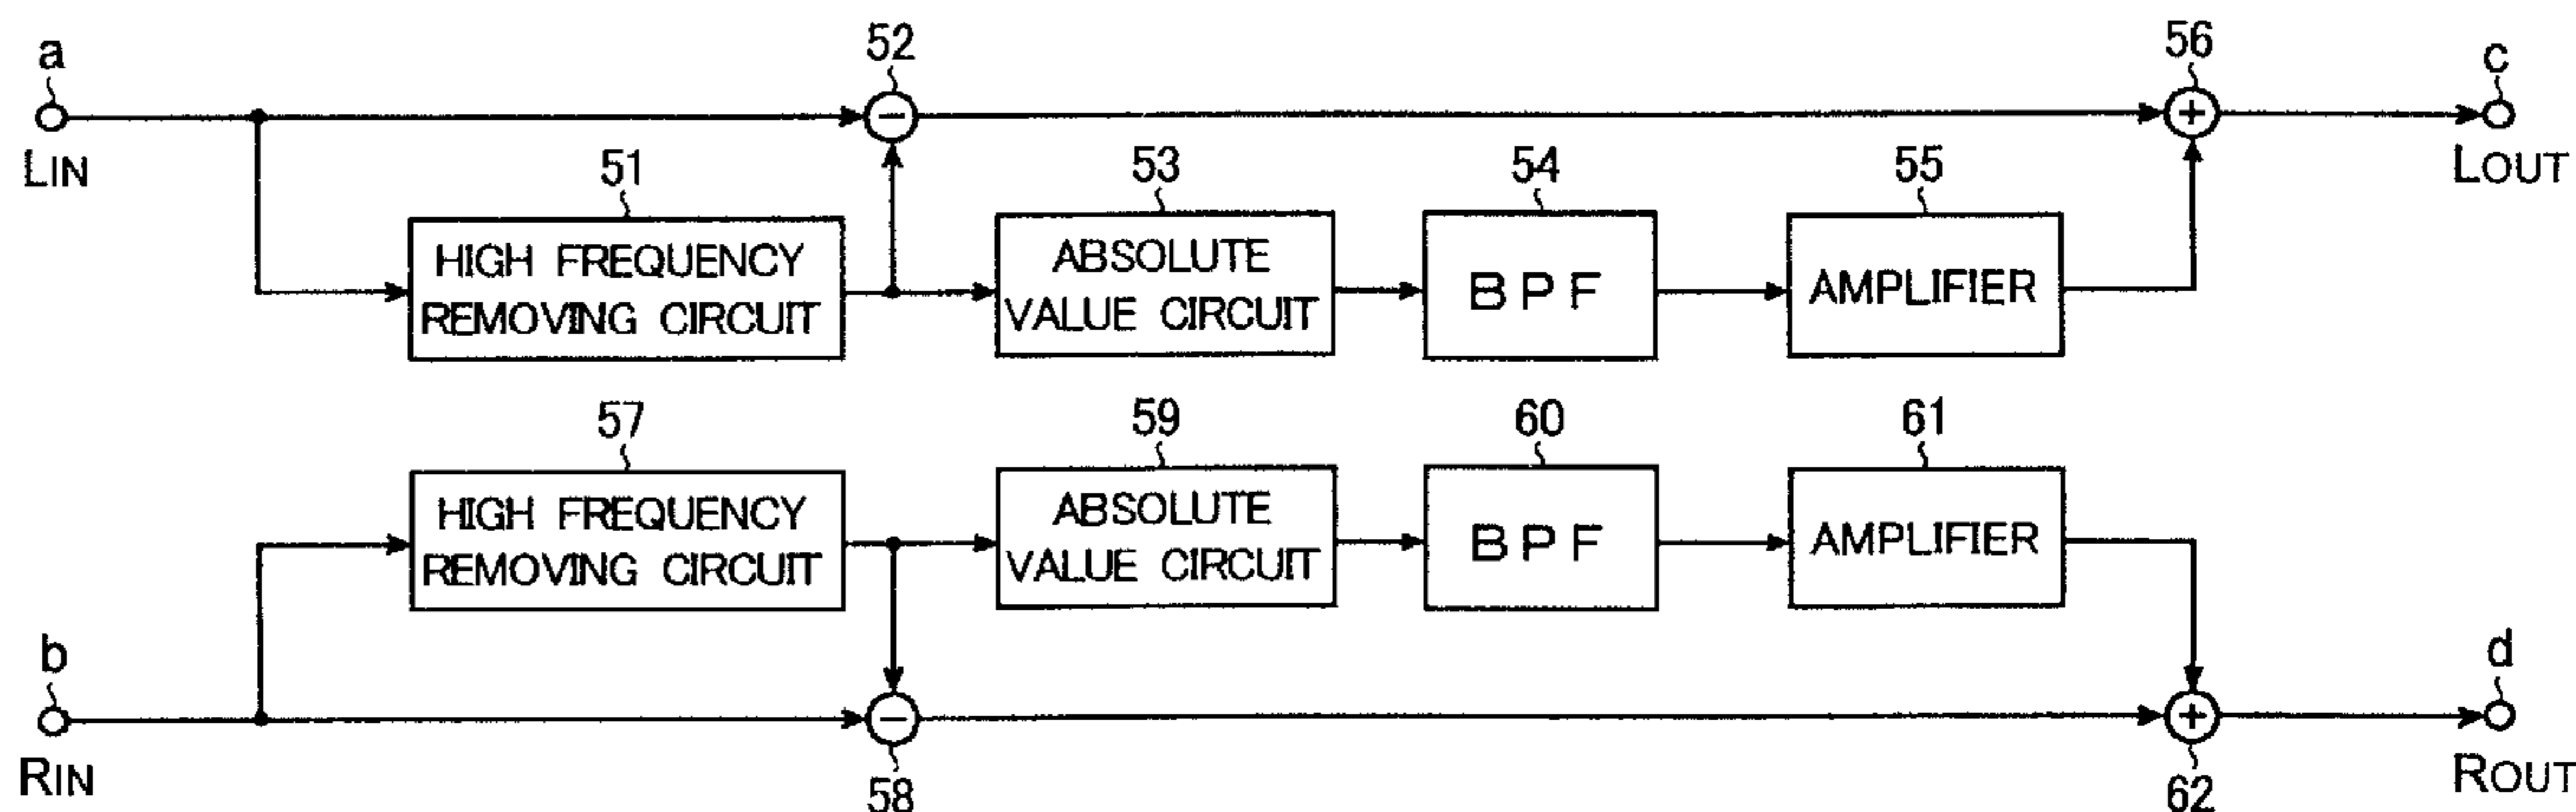 a
52
56
c
LIN
51
53
54
55
LOUT
HIGH FREQUENCY
REMOVING CIRCUIT
ABSOLUTE
VALUE CIRCUIT
BPF
AMPLIFIER
57
59
60
61
HIGH FREQUENCY
REMOVING CIRCUIT
ABSOLUTE
VALUE CIRCUIT
BPF
AMPLIFIER
b
d
RIN
58
62
ROUT